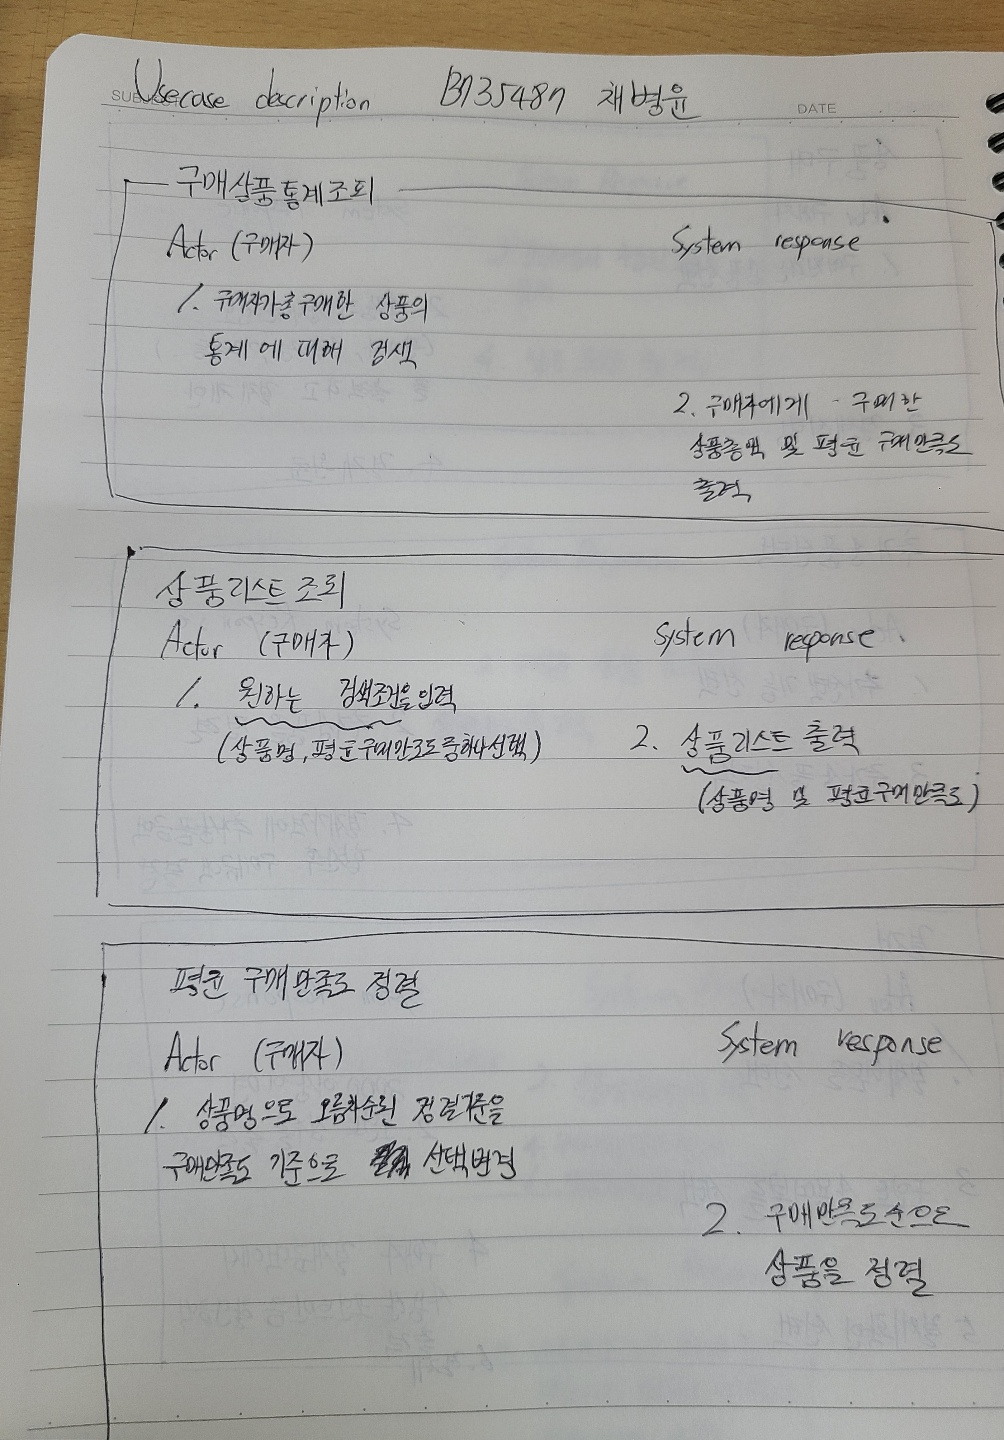 Usecase description B735487 채병윤
SUBJECT
DATE
구매상품통계조회
Actor (구매자)
System response
1. 구매자가 총 구매한 상품의
통계에 대해 검색
2. 구매자에게 구매한
상품총액 및 평균 구매만족도
출력
상품리스트 조회
Actor (구매자)
System response
1. 원하는 검색조건을 입력
(상품명, 평균구매만족도 중 하나 선택)
2. 상품리스트 출력
(상품명 및 평균구매만족도)
평균 구매만족도 정렬
Actor (구매자)
System response
1. 상품명으로 오름차순된 정렬기준을
구매만족도 기준으로 선택변경
2. 구매만족도순으로
상품을 정렬